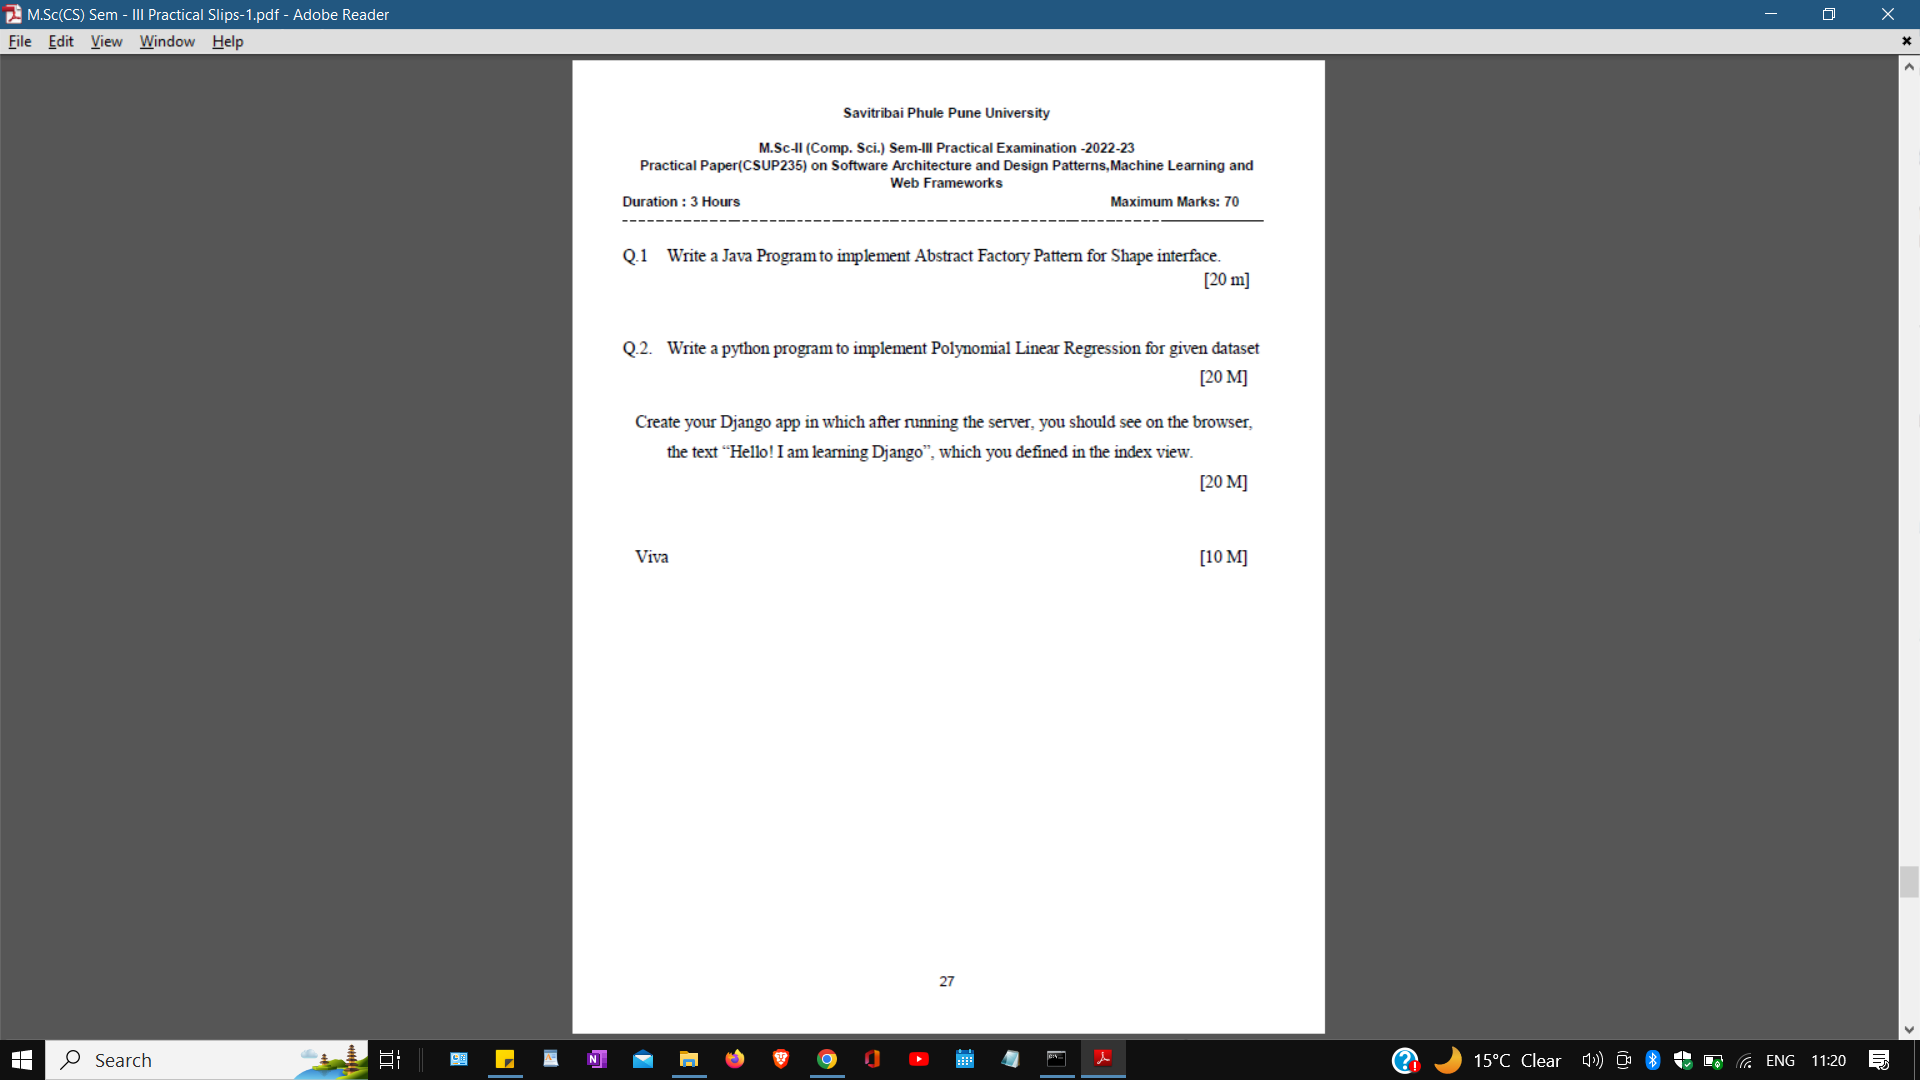 M.Sc(CS) Sem - III Practical Slips-1.pdf - Adobe Reader
File Edit View Window Help
Savitribai Phule Pune University
M.Sc-II (Comp. Sci.) Sem-III Practical Examination -2022-23
Practical Paper(CSUP235) on Software Architecture and Design Patterns,Machine Learning and
Web Frameworks
Duration : 3 Hours Maximum Marks: 70
Q.1 Write a Java Program to implement Abstract Factory Pattern for Shape interface.
[20 m]
Q.2. Write a python program to implement Polynomial Linear Regression for given dataset
[20 M]
Create your Django app in which after running the server, you should see on the browser,
the text “Hello! I am learning Django”, which you defined in the index view.
[20 M]
Viva [10 M]
27
Search 15°C Clear ENG 11:20